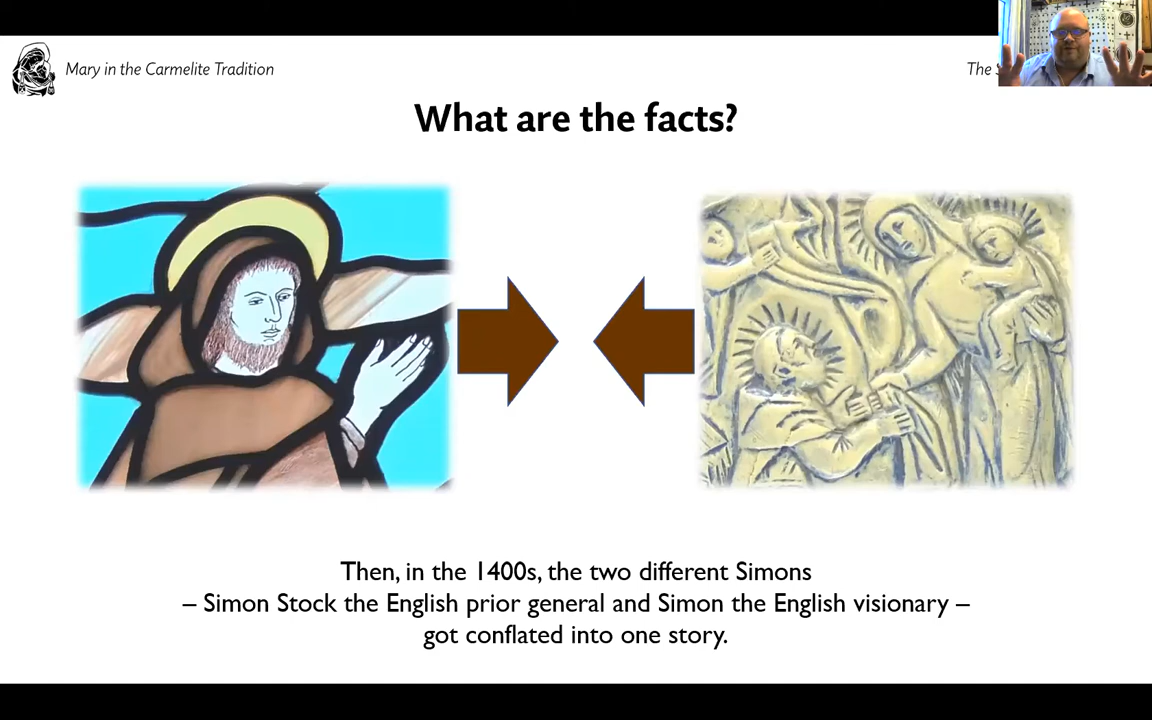 Mary in the Carmelite Tradition
The
What are the facts?
Then, in the 1400s, the two different Simons
– Simon Stock the English prior general and Simon the English visionary –
got conflated into one story.